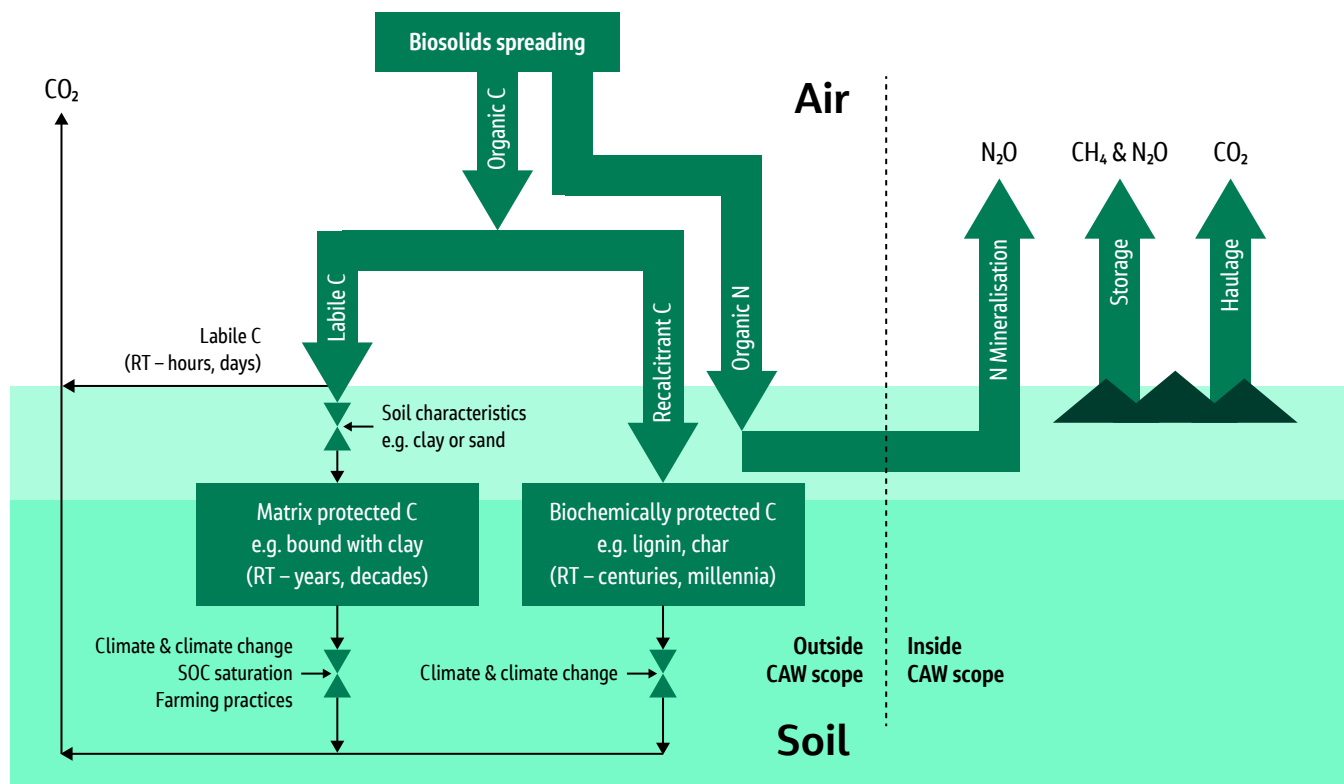 Biosolids spreading
CO₂
Air
Organic C
N₂O
CH₄ & N₂O
CO₂
Labile C
Recalcitrant C
Organic N
N Mineralisation
Storage
Haulage
Labile C
(RT – hours, days)
Soil characteristics
e.g. clay or sand
Matrix protected C
e.g. bound with clay
(RT – years, decades)
Biochemically protected C
e.g. lignin, char
(RT – centuries, millennia)
Climate & climate change
SOC saturation
Farming practices
Climate & climate change
Outside
CAW scope
Inside
CAW scope
Soil